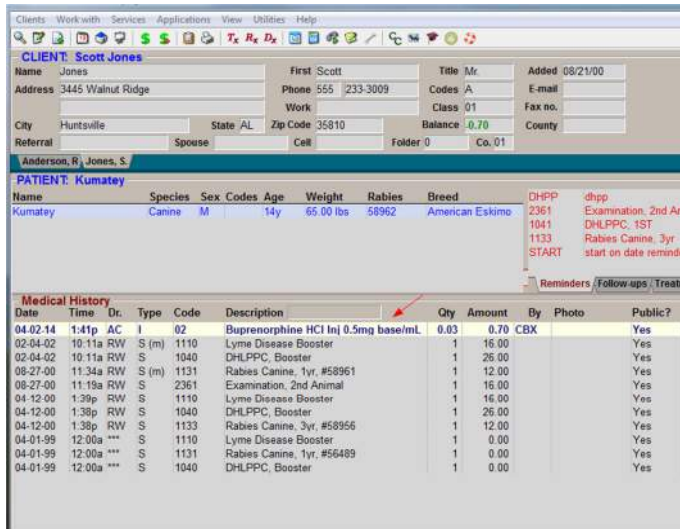 Clients Work with Services Applications View Utilities Help
$ $ Tx Rx Dx
CLIENT: Scott Jones
Name Jones First Scott Title Mr. Added 08/21/00
Address 3445 Walnut Ridge Phone 555 233-3009 Codes A E-mail
Work Class 01 Fax no.
City Huntsville State AL Zip Code 35810 Balance -0.70 County
Referral Spouse Cell Folder 0 Co. 01
Anderson, R Jones, S.
PATIENT: Kumatey
Name Species Sex Codes Age Weight Rabies Breed
Kumatey Canine M 14y 65.00 lbs 58962 American Eskimo
DHPP dhpp
2361 Examination, 2nd An
1041 DHLPPC, 1ST
1133 Rabies Canine, 3yr
START start on date remind
Reminders Follow-ups Treat
Medical History
Date Time Dr. Type Code Description Qty Amount By Photo Public?
04-02-14 1:41p AC I 02 Buprenorphine HCl Inj 0.5mg base/mL 0.03 0.70 CBX Yes
02-04-02 10:11a RW S (m) 1110 Lyme Disease Booster 1 16.00 Yes
02-04-02 10:11a RW S 1040 DHLPPC, Booster 1 26.00 Yes
08-27-00 11:34a RW S (m) 1131 Rabies Canine, 1yr, #58961 1 12.00 Yes
08-27-00 11:19a RW S 2361 Examination, 2nd Animal 1 16.00 Yes
04-12-00 1:39p RW S 1110 Lyme Disease Booster 1 16.00 Yes
04-12-00 1:38p RW S 1040 DHLPPC, Booster 1 26.00 Yes
04-12-00 1:38p RW S 1133 Rabies Canine, 3yr, #58956 1 12.00 Yes
04-01-99 12:00a *** S 1110 Lyme Disease Booster 1 0.00 Yes
04-01-99 12:00a *** S 1131 Rabies Canine, 1yr, #56489 1 0.00 Yes
04-01-99 12:00a *** S 1040 DHLPPC, Booster 1 0.00 Yes